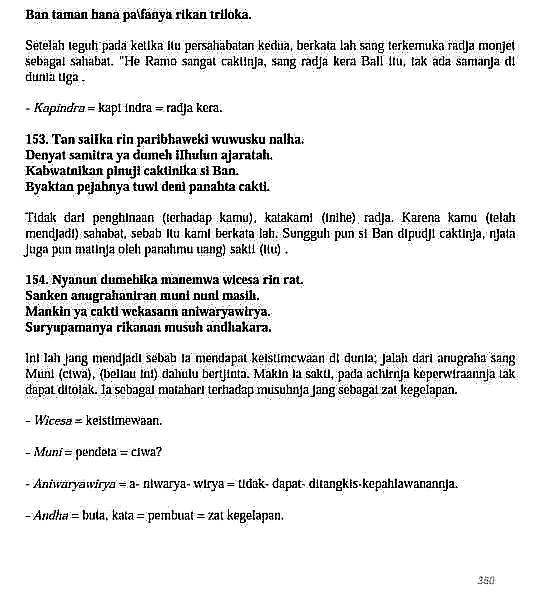 Ban taman hana pa\fanya rikan triloka.
Setelah teguh pada ketika itu persahabatan kedua, berkata lah sang terkemuka radja monjet
sebagai sahabat. "He Ramo sangat caktinja, sang radja kera Bali itu, tak ada samanja di
dunia tiga .
- Kapindra = kapi indra = radja kera.
153. Tan saiIka rin paribhaweki wuwusku naIha.
Denyat samitra ya dumeh iIhulun ajaratah.
Kabwatnikan pinuji caktinika si Ban.
Byaktan pejahnya tuwi deni panahta cakti.
Tidak dari penghinaan (terhadap kamu), katakami (inihe) radja. Karena kamu (telah
mendjadi) sahabat, sebab itu kami berkata lah. Sungguh pun si Ban dipudji caktinja, njata
juga pun matinja oleh panahmu uang) sakti (itu) .
154. Nyanun dumehika manemwa wicesa rin rat.
Sanken anugrahaniran muni nuni masih.
Mankin ya cakti wekasann aniwaryawirya.
Suryupamanya rikanan musuh andhakara.
Ini lah jang mendjadi sebab ia mendapat keistimewaan di dunia; jalah dari anugraha sang
Muni (ciwa), (beliau ini) dahulu bertjinta. Makin ia sakti, pada achirnja keperwiraannja tak
dapat ditolak. Ia sebagai matahari terhadap musuhnja jang sebagai zat kegelapan.
- Wicesa = keistimewaan.
- Muni = pendeta = ciwa?
- Aniwaryawirya = a- niwarya- wirya = tidak- dapat- ditangkis-kepahlawanannja.
- Andha = buta, kata = pembuat = zat kegelapan.
360